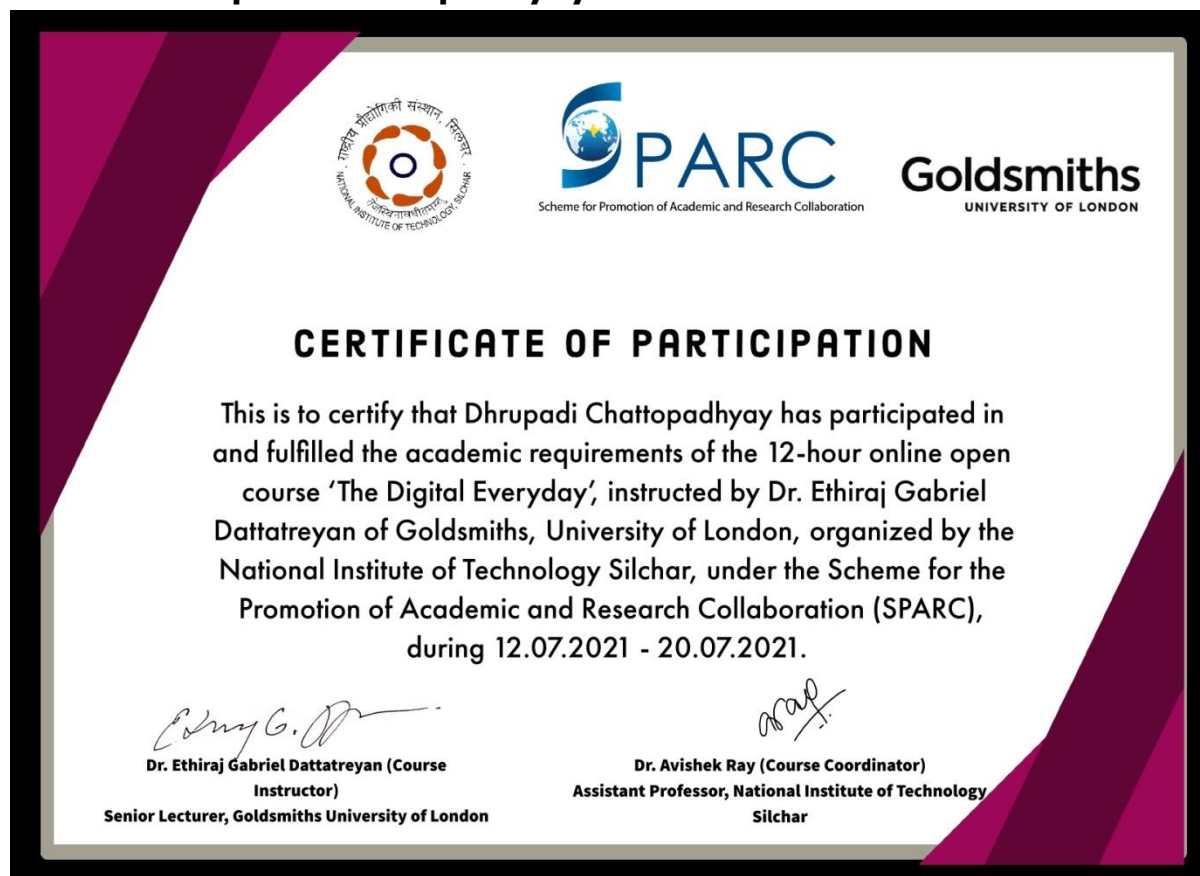 राष्ट्रीय प्रौद्योगिकी संस्थान, सिलचर
NATIONAL INSTITUTE OF TECHNOLOGY, SILCHAR
SPARC
Scheme for Promotion of Academic and Research Collaboration
Goldsmiths
UNIVERSITY OF LONDON
CERTIFICATE OF PARTICIPATION
This is to certify that Dhrupadi Chattopadhyay has participated in
and fulfilled the academic requirements of the 12-hour online open
course ‘The Digital Everyday’, instructed by Dr. Ethiraj Gabriel
Dattatreyan of Goldsmiths, University of London, organized by the
National Institute of Technology Silchar, under the Scheme for the
Promotion of Academic and Research Collaboration (SPARC),
during 12.07.2021 - 20.07.2021.
Dr. Ethiraj Gabriel Dattatreyan (Course
Instructor)
Senior Lecturer, Goldsmiths University of London
Dr. Avishek Ray (Course Coordinator)
Assistant Professor, National Institute of Technology
Silchar